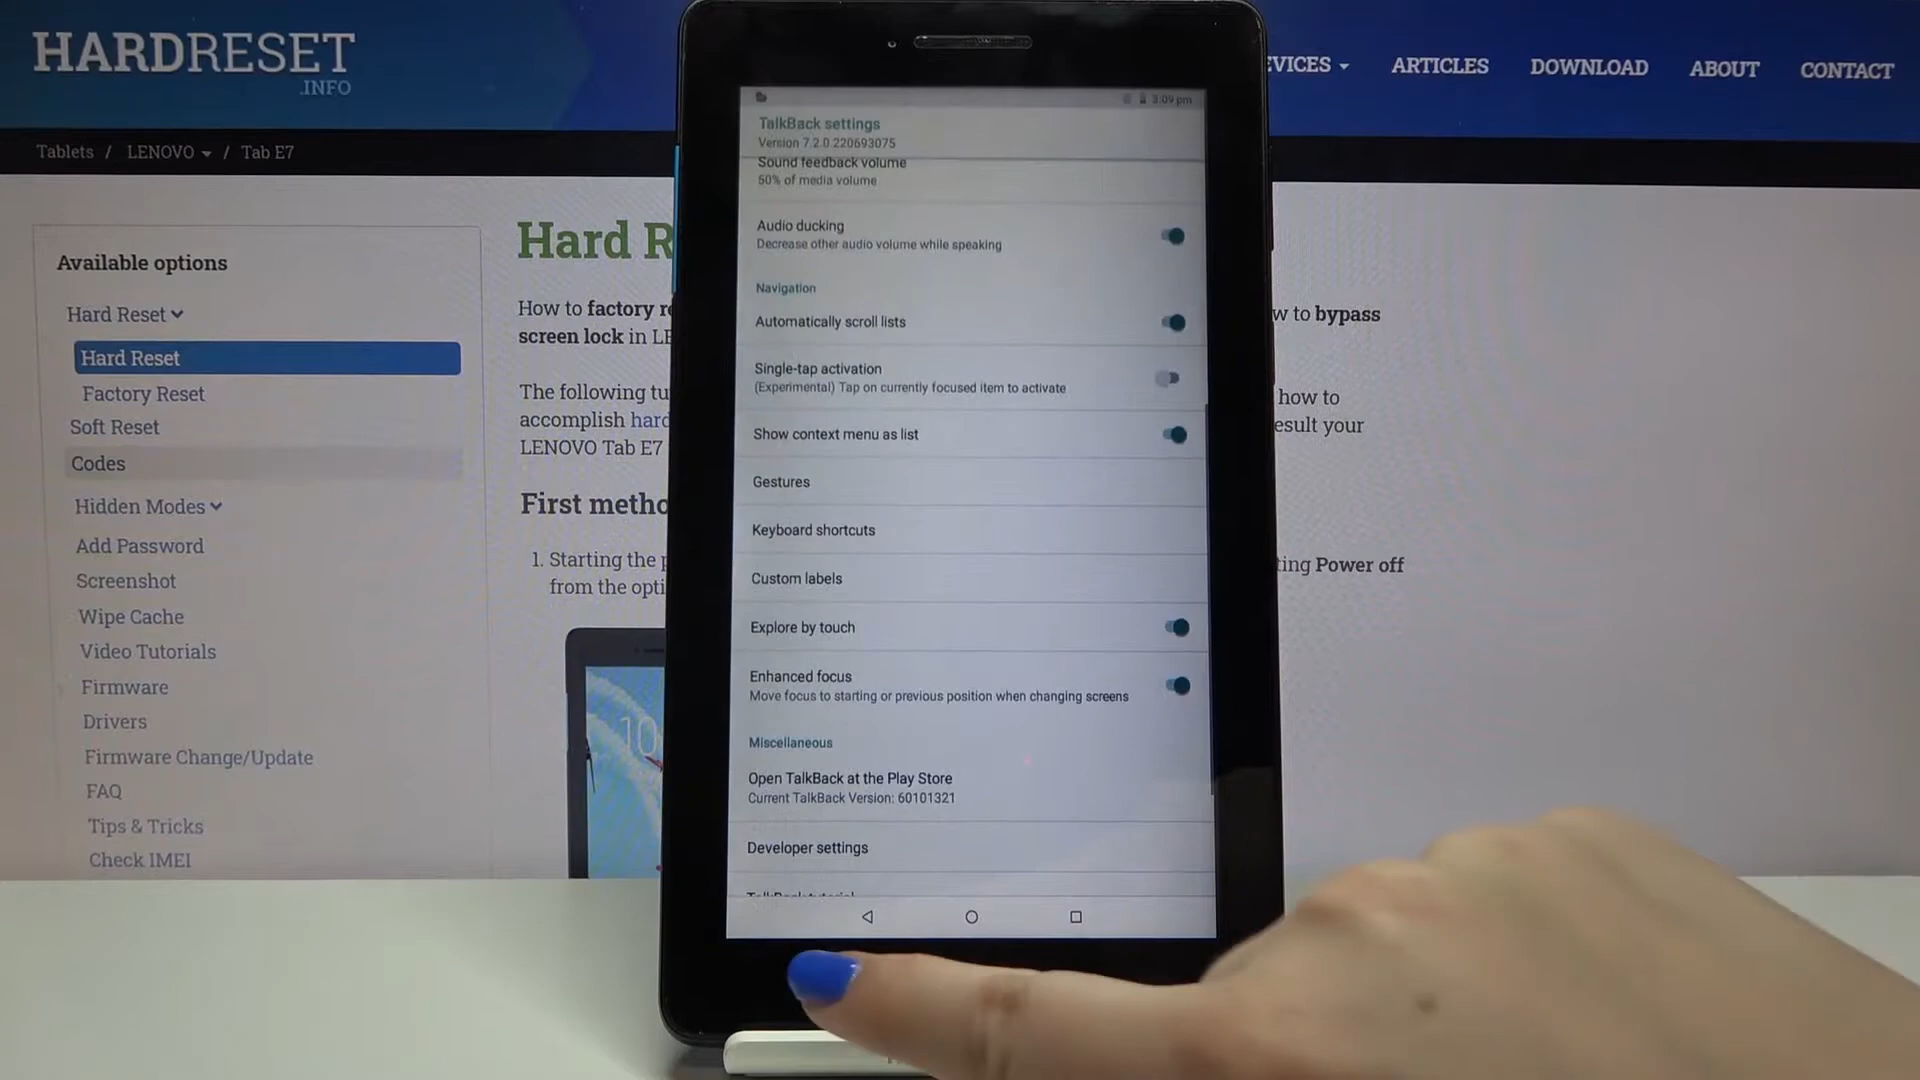 HARDRESET
.INFO
EVICES
ARTICLES
DOWNLOAD
ABOUT
CONTACT
Tablets / LENOVO / Tab E7
Available options
Hard Reset
Hard Reset
Factory Reset
Soft Reset
Codes
Hidden Modes
Add Password
Screenshot
Wipe Cache
Video Tutorials
Firmware
Drivers
Firmware Change/Update
FAQ
Tips & Tricks
Check IMEI
Hard R
How to factory re
screen lock in LE
The following tu
accomplish hard
LENOVO Tab E7
First metho
1. Starting the p
from the opti
10
3:09 pm
TalkBack settings
Version 7.2.0.220693075
Sound feedback volume
50% of media volume
Audio ducking
Decrease other audio volume while speaking
Navigation
Automatically scroll lists
Single-tap activation
(Experimental) Tap on currently focused item to activate
Show context menu as list
Gestures
Keyboard shortcuts
Custom labels
Explore by touch
Enhanced focus
Move focus to starting or previous position when changing screens
Miscellaneous
Open TalkBack at the Play Store
Current TalkBack Version: 60101321
Developer settings
TalkBack tutorial
w to bypass
how to
esult your
ting Power off